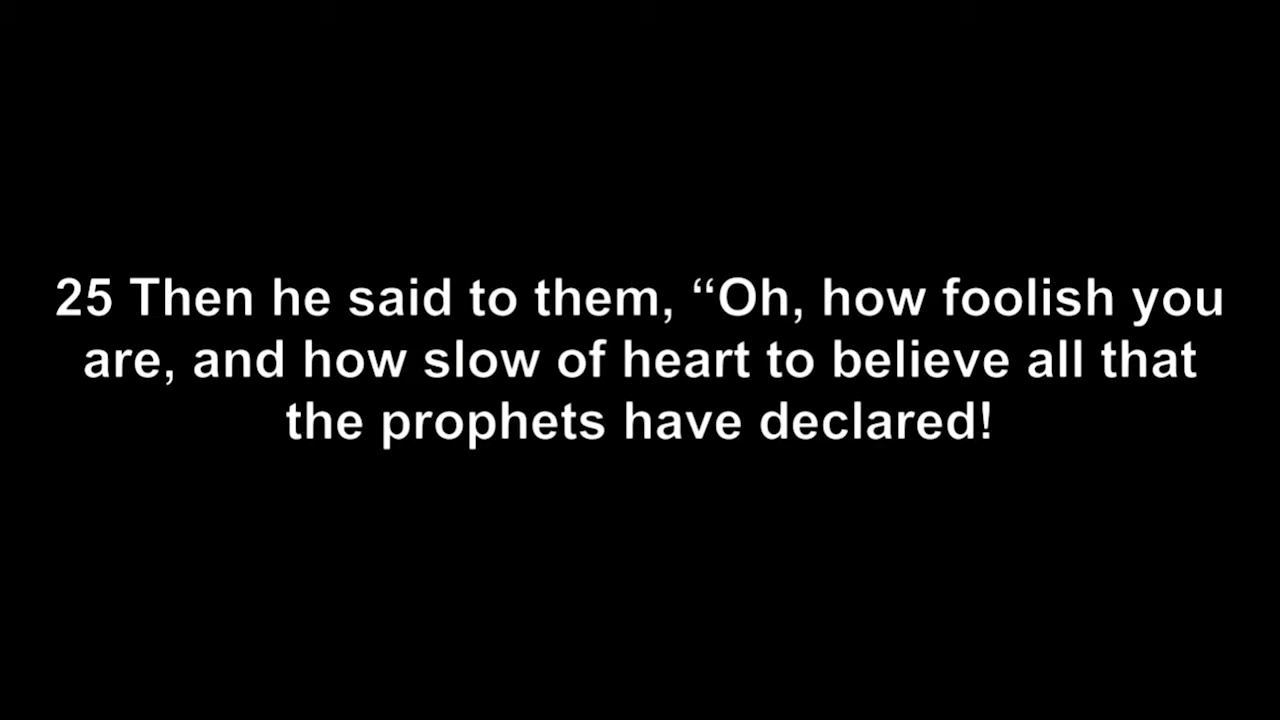 25 Then he said to them, “Oh, how foolish you
are, and how slow of heart to believe all that
the prophets have declared!